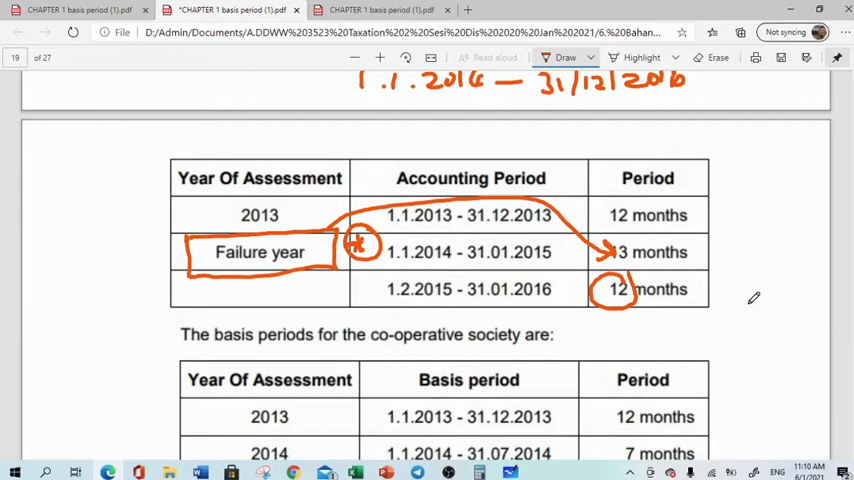 CHAPTER 1 basis period (1).pdf
*CHAPTER 1 basis period (1).pdf
CHAPTER 1 basis period (1).pdf
File
D:/Admin/Documents/A.DDWW%203523%20Taxation%202%20Sesi%20Dis%202020%20Jan%202021/6.%20Bahan...
Not syncing
19 of 27
Read aloud
Draw
Highlight
Erase
1.1.2016 — 31/12/2016
Year Of Assessment Accounting Period Period
2013 1.1.2013 - 31.12.2013 12 months
Failure year * 1.1.2014 - 31.01.2015 13 months
1.2.2015 - 31.01.2016 12 months
The basis periods for the co-operative society are:
Year Of Assessment Basis period Period
2013 1.1.2013 - 31.12.2013 12 months
2014 1.1.2014 - 31.07.2014 7 months
ENG
11:10 AM
6/1/2021